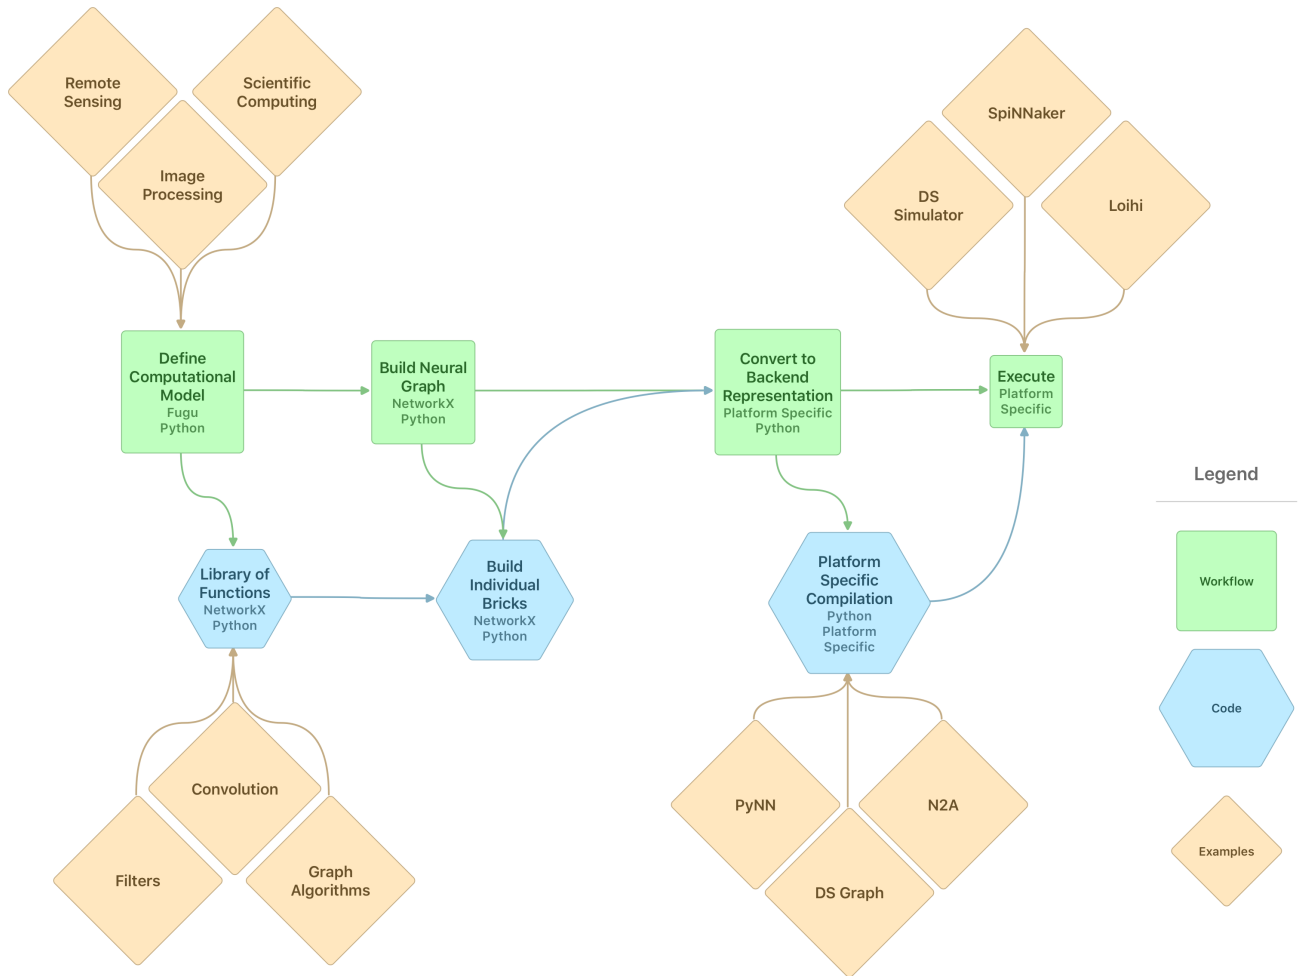 Remote
Sensing
Scientific
Computing
Image
Processing
SpiNNaker
DS
Simulator
Loihi
Define
Computational
Model
Fugu
Python
Build Neural
Graph
NetworkX
Python
Convert to
Backend
Representation
Platform Specific
Python
Execute
Platform
Specific
Legend
Library of
Functions
NetworkX
Python
Build
Individual
Bricks
NetworkX
Python
Platform
Specific
Compilation
Python
Platform
Specific
Workflow
Code
Convolution
Filters
Graph
Algorithms
PyNN
N2A
DS Graph
Examples